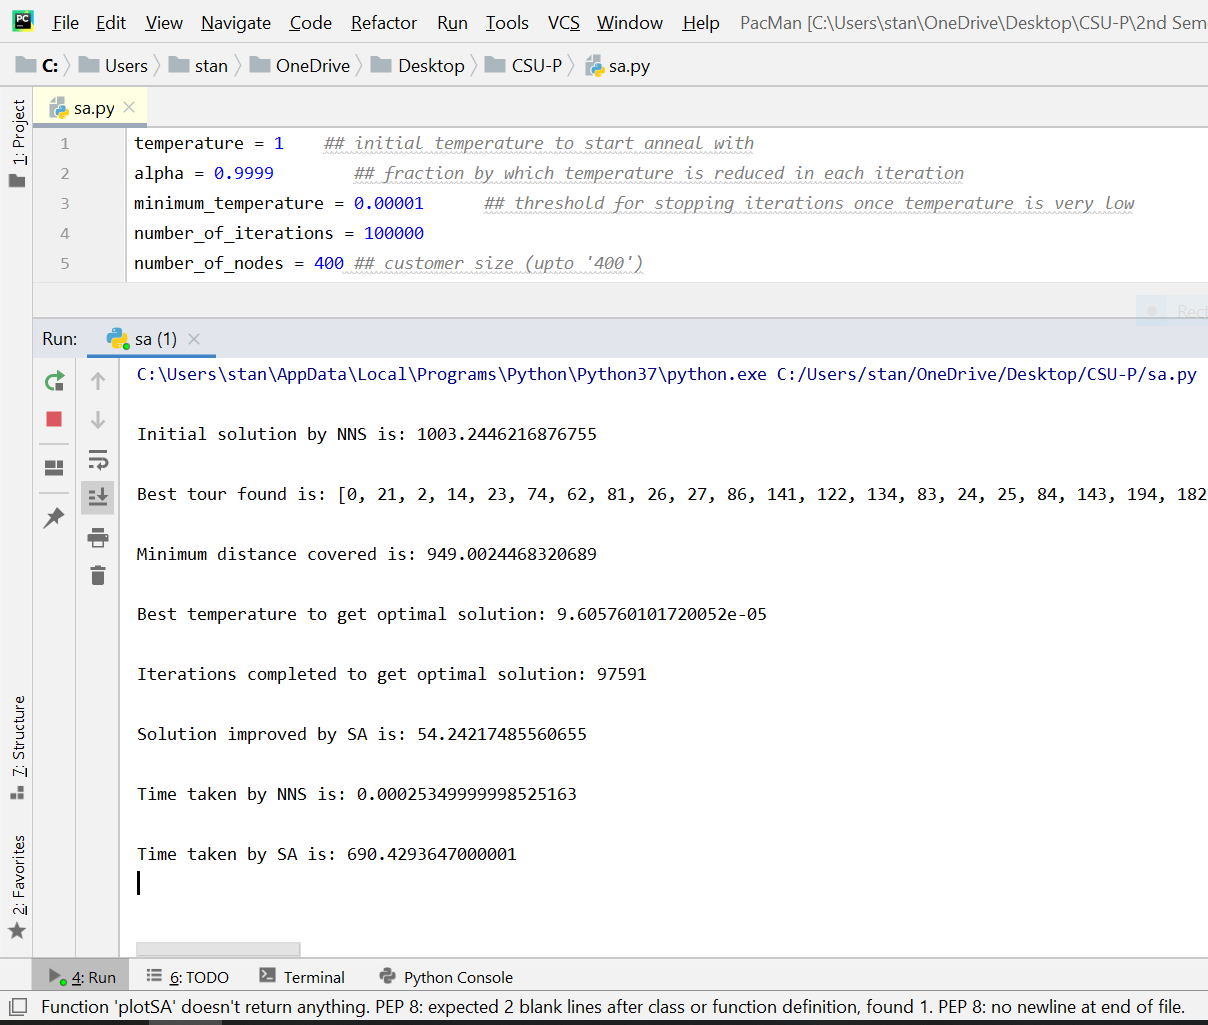 PC File Edit View Navigate Code Refactor Run Tools VCS Window Help PacMan [C:\Users\stan\OneDrive\Desktop\CSU-P\2nd Sem
C: Users stan OneDrive Desktop CSU-P sa.py
1: Project
sa.py
1 temperature = 1 ## initial temperature to start anneal with
2 alpha = 0.9999 ## fraction by which temperature is reduced in each iteration
3 minimum_temperature = 0.00001 ## threshold for stopping iterations once temperature is very low
4 number_of_iterations = 100000
5 number_of_nodes = 400 ## customer size (upto '400')
Rect
Run: sa (1)
C:\Users\stan\AppData\Local\Programs\Python\Python37\python.exe C:/Users/stan/OneDrive/Desktop/CSU-P/sa.py
Initial solution by NNS is: 1003.2446216876755
Best tour found is: [0, 21, 2, 14, 23, 74, 62, 81, 26, 27, 86, 141, 122, 134, 83, 24, 25, 84, 143, 194, 182
Minimum distance covered is: 949.0024468320689
Best temperature to get optimal solution: 9.605760101720052e-05
Iterations completed to get optimal solution: 97591
Solution improved by SA is: 54.24217485560655
Time taken by NNS is: 0.00025349999998525163
Time taken by SA is: 690.4293647000001
7: Structure
2: Favorites
4: Run 6: TODO Terminal Python Console
Function 'plotSA' doesn't return anything. PEP 8: expected 2 blank lines after class or function definition, found 1. PEP 8: no newline at end of file.